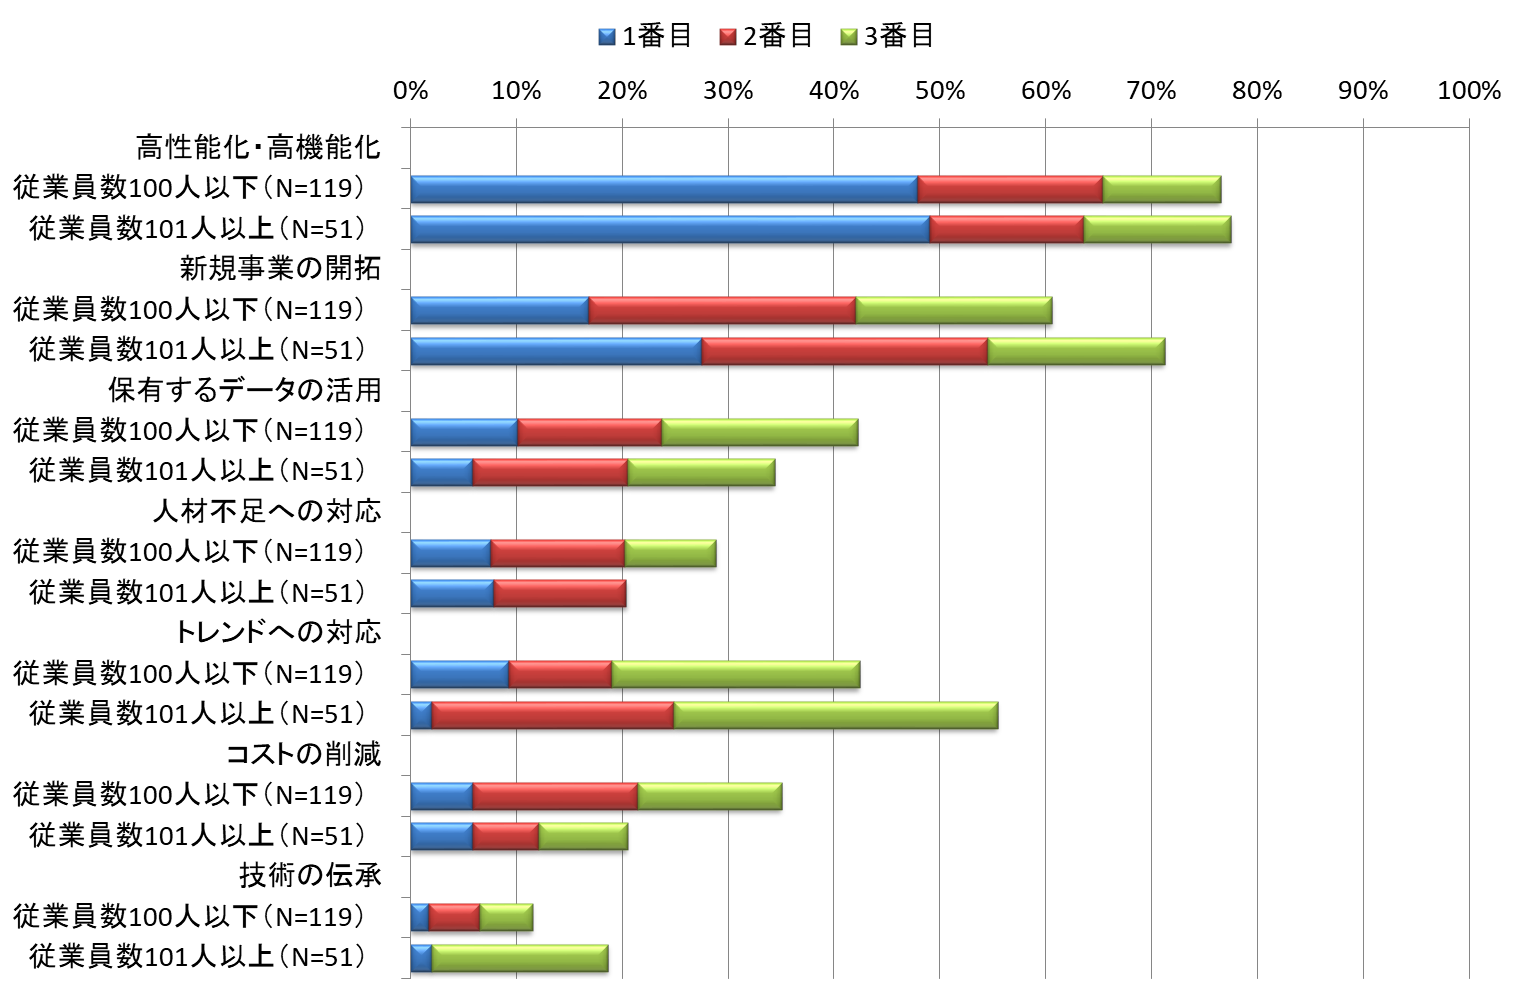 1番目 2番目 3番目
0% 10% 20% 30% 40% 50% 60% 70% 80% 90% 100%
高性能化・高機能化
従業員数100人以下（N=119）
従業員数101人以上（N=51）
新規事業の開拓
従業員数100人以下（N=119）
従業員数101人以上（N=51）
保有するデータの活用
従業員数100人以下（N=119）
従業員数101人以上（N=51）
人材不足への対応
従業員数100人以下（N=119）
従業員数101人以上（N=51）
トレンドへの対応
従業員数100人以下（N=119）
従業員数101人以上（N=51）
コストの削減
従業員数100人以下（N=119）
従業員数101人以上（N=51）
技術の伝承
従業員数100人以下（N=119）
従業員数101人以上（N=51）